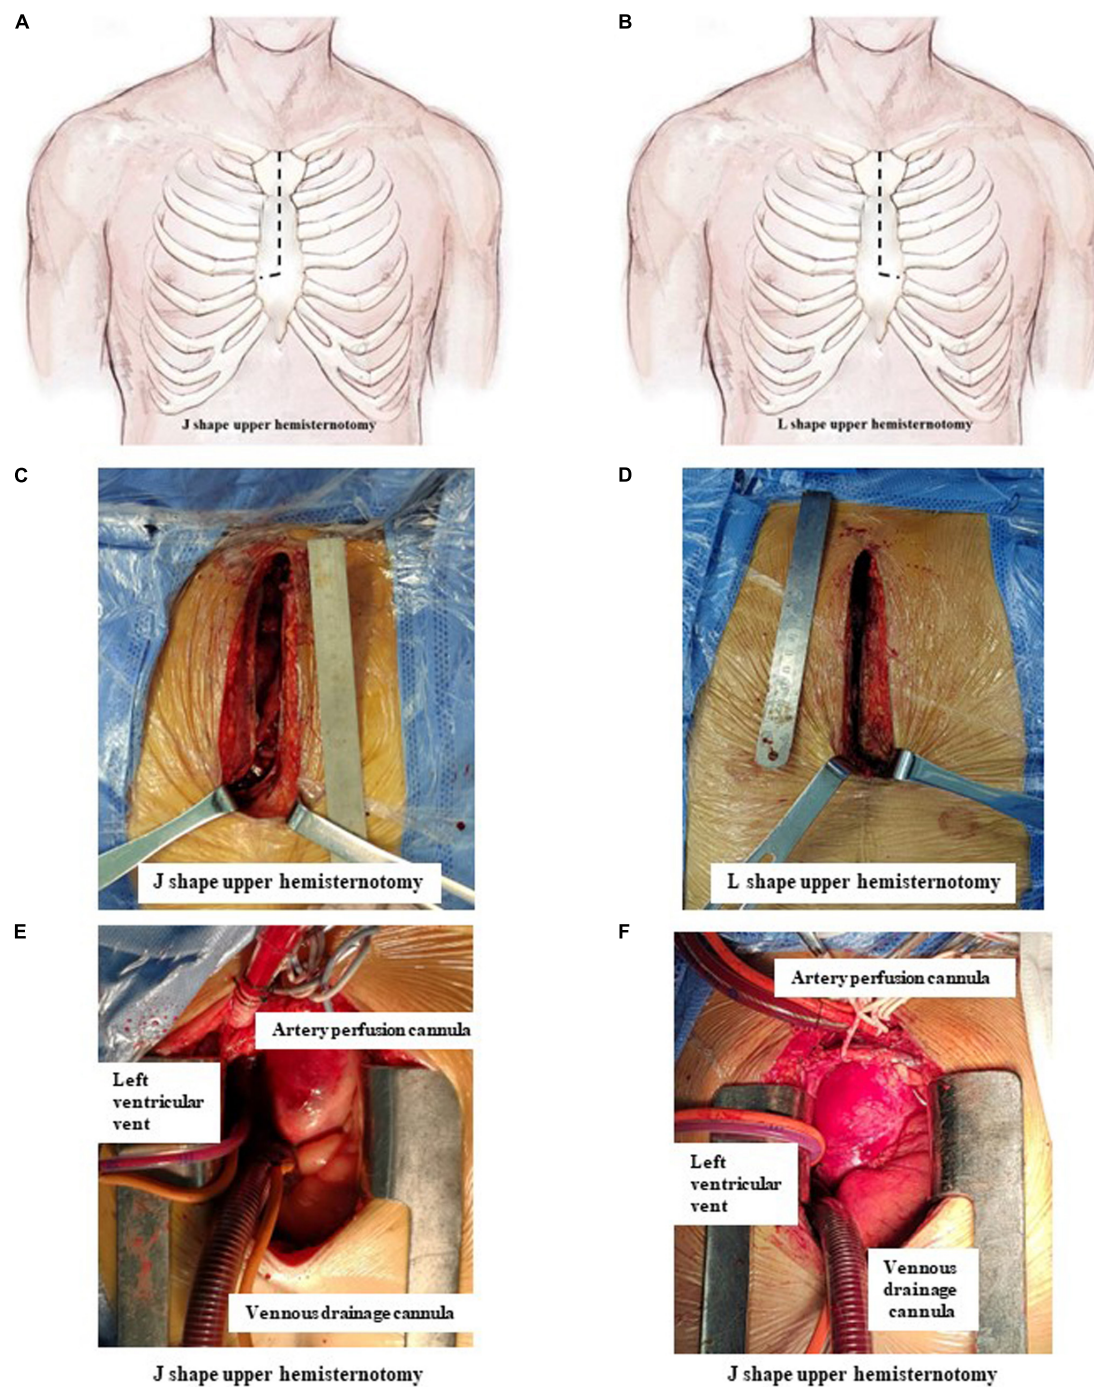 A
B
J shape upper hemisternotomy
L shape upper hemisternotomy
C
D
J shape upper hemisternotomy
L shape upper hemisternotomy
E
F
Artery perfusion cannula
Left
ventricular
vent
Vennous drainage cannula
J shape upper hemisternotomy
Artery perfusion cannula
Left
ventricular
vent
Vennous
drainage
cannula
J shape upper hemisternotomy